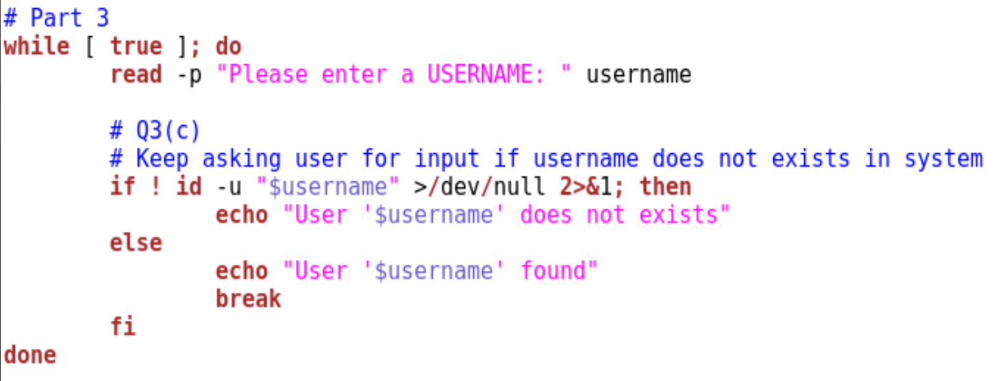 # Part 3
while [ true ]; do
        read -p "Please enter a USERNAME: " username
        # Q3(c)
        # Keep asking user for input if username does not exists in system
        if ! id -u "$username" >/dev/null 2>&1; then
                echo "User '$username' does not exists"
        else
                echo "User '$username' found"
                break
        fi
done